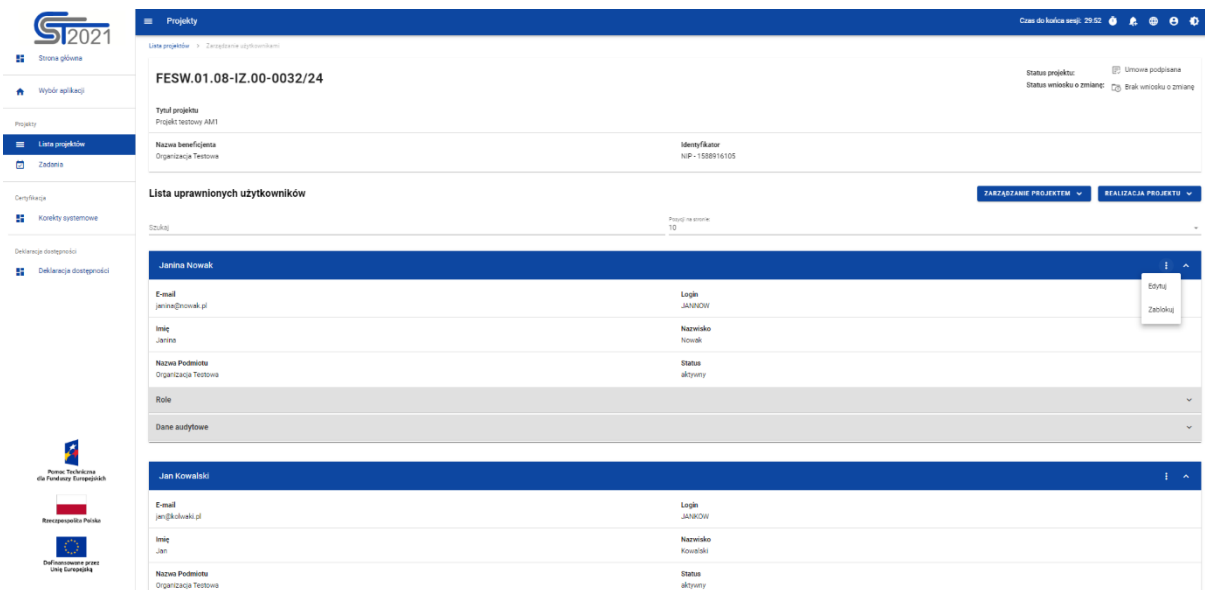 CST2021
Strona główna
Wybór aplikacji
Projekty
Lista projektów
Zadania
Certyfikacja
Korekty systemowe
Deklaracja dostępności
Deklaracja dostępności
Pomoc Techniczna
dla Funduszy Europejskich
Rzeczpospolita Polska
Dofinansowane przez
Unię Europejską
Projekty
Czas do końca sesji: 29:52
Lista projektów > Zarządzanie użytkownikami
FESW.01.08-IZ.00-0032/24
Status projektu: Umowa podpisana
Status wniosku o zmianę: Brak wniosku o zmianę
Tytuł projektu
Projekt testowy AM1
Nazwa beneficjenta Identyfikator
Organizacja Testowa NIP - 1588916105
Lista uprawnionych użytkowników ZARZĄDZANIE PROJEKTEM REALIZACJA PROJEKTU
Szukaj
Pozycji na stronie:
10
Janina Nowak
Edytuj
Zablokuj
E-mail Login
janina@nowak.pl JANNOW
Imię Nazwisko
Janina Nowak
Nazwa Podmiotu Status
Organizacja Testowa aktywny
Role
Dane audytowe
Jan Kowalski
E-mail Login
jan@kolwaki.pl JANKOW
Imię Nazwisko
Jan Kowalski
Nazwa Podmiotu Status
Organizacja Testowa aktywny